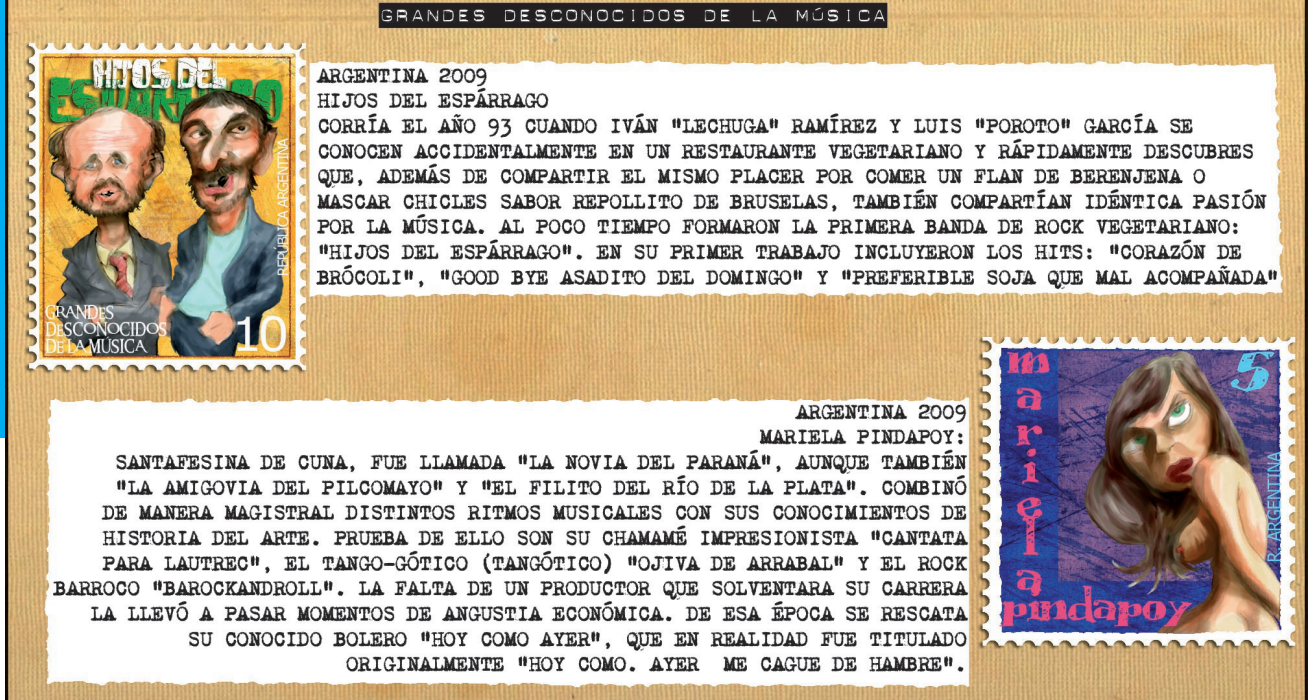 GRANDES DESCONOCIDOS DE LA MÚSICA
HIJOS DEL
ESPÁRRAGO
REPÚBLICA ARGENTINA
GRANDES
DESCONOCIDOS
DE LA MÚSICA
10
ARGENTINA 2009
HIJOS DEL ESPÁRRAGO
CORRÍA EL AÑO 93 CUANDO IVÁN "LECHUGA" RAMÍREZ Y LUIS "POROTO" GARCÍA SE
CONOCEN ACCIDENTALMENTE EN UN RESTAURANTE VEGETARIANO Y RÁPIDAMENTE DESCUBRES
QUE, ADEMÁS DE COMPARTIR EL MISMO PLACER POR COMER UN FLAN DE BERENJENA O
MASCAR CHICLES SABOR REPOLLITO DE BRUSELAS, TAMBIÉN COMPARTÍAN IDÉNTICA PASIÓN
POR LA MÚSICA. AL POCO TIEMPO FORMARON LA PRIMERA BANDA DE ROCK VEGETARIANO:
"HIJOS DEL ESPÁRRAGO". EN SU PRIMER TRABAJO INCLUYERON LOS HITS: "CORAZÓN DE
BRÓCOLI", "GOOD BYE ASADITO DEL DOMINGO" Y "PREFERIBLE SOJA QUE MAL ACOMPAÑADA"
ARGENTINA 2009
MARIELA PINDAPOY:
SANTAFESINA DE CUNA, FUE LLAMADA "LA NOVIA DEL PARANÁ", AUNQUE TAMBIÉN
"LA AMIGOVIA DEL PILCOMAYO" Y "EL FILITO DEL RÍO DE LA PLATA". COMBINÓ
DE MANERA MAGISTRAL DISTINTOS RITMOS MUSICALES CON SUS CONOCIMIENTOS DE
HISTORIA DEL ARTE. PRUEBA DE ELLO SON SU CHAMAMÉ IMPRESIONISTA "CANTATA
PARA LAUTREC", EL TANGO-GÓTICO (TANGÓTICO) "OJIVA DE ARRABAL" Y EL ROCK
BARROCO "BAROCKANDROLL". LA FALTA DE UN PRODUCTOR QUE SOLVENTARA SU CARRERA
LA LLEVÓ A PASAR MOMENTOS DE ANGUSTIA ECONÓMICA. DE ESA ÉPOCA SE RESCATA
SU CONOCIDO BOLERO "HOY COMO AYER", QUE EN REALIDAD FUE TITULADO
ORIGINALMENTE "HOY COMO. AYER ME CAGUE DE HAMBRE".
mariela
pindapoy
5
R. ARGENTINA